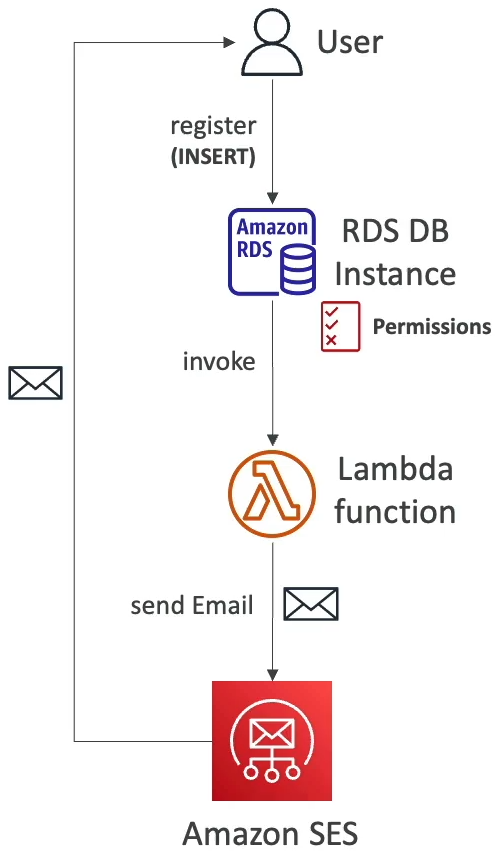 User
register
(INSERT)
Amazon
RDS
RDS DB
Instance
Permissions
invoke
Lambda
function
send Email
Amazon SES